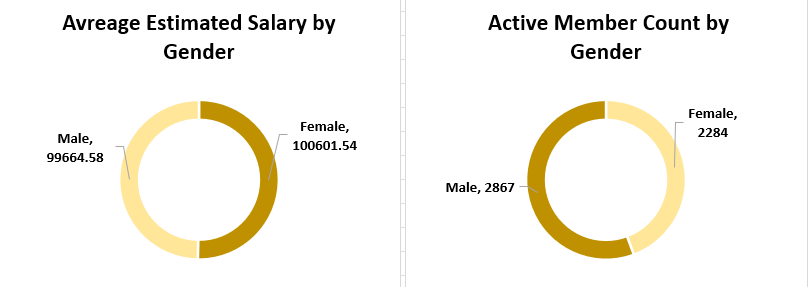 Avreage Estimated Salary by
Gender
Male,
99664.58
Female,
100601.54
Active Member Count by
Gender
Female,
2284
Male, 2867